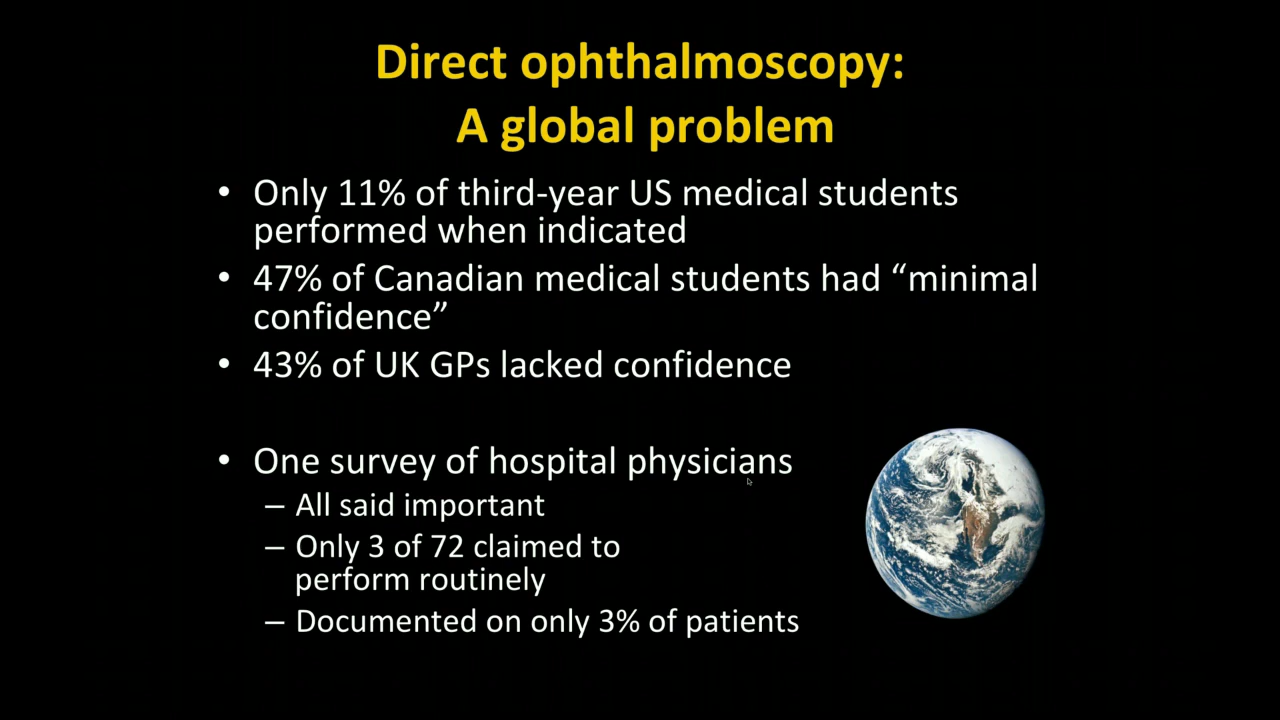 Direct ophthalmoscopy:
A global problem
• Only 11% of third-year US medical students
performed when indicated
• 47% of Canadian medical students had “minimal
confidence”
• 43% of UK GPs lacked confidence
• One survey of hospital physicians
– All said important
– Only 3 of 72 claimed to
perform routinely
– Documented on only 3% of patients